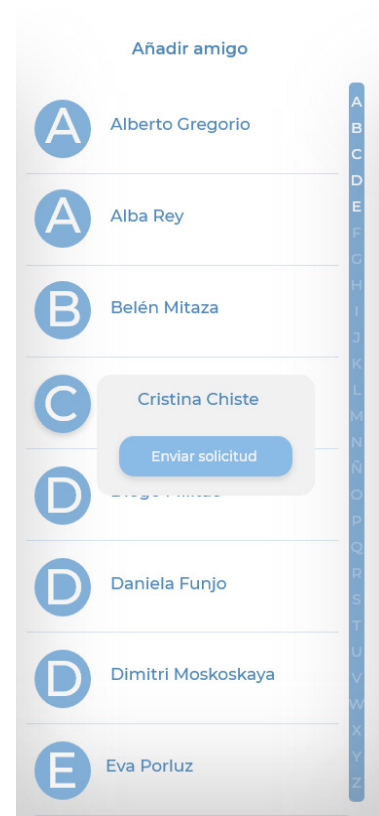 Añadir amigo
A
Alberto Gregorio
A
Alba Rey
B
Belén Mitaza
C
Cristina Chiste
Enviar solicitud
D
D
Daniela Funjo
D
Dimitri Moskoskaya
E
Eva Porluz
A
B
C
D
E
F
G
H
I
J
K
L
M
N
Ñ
O
P
Q
R
S
T
U
V
W
X
Y
Z